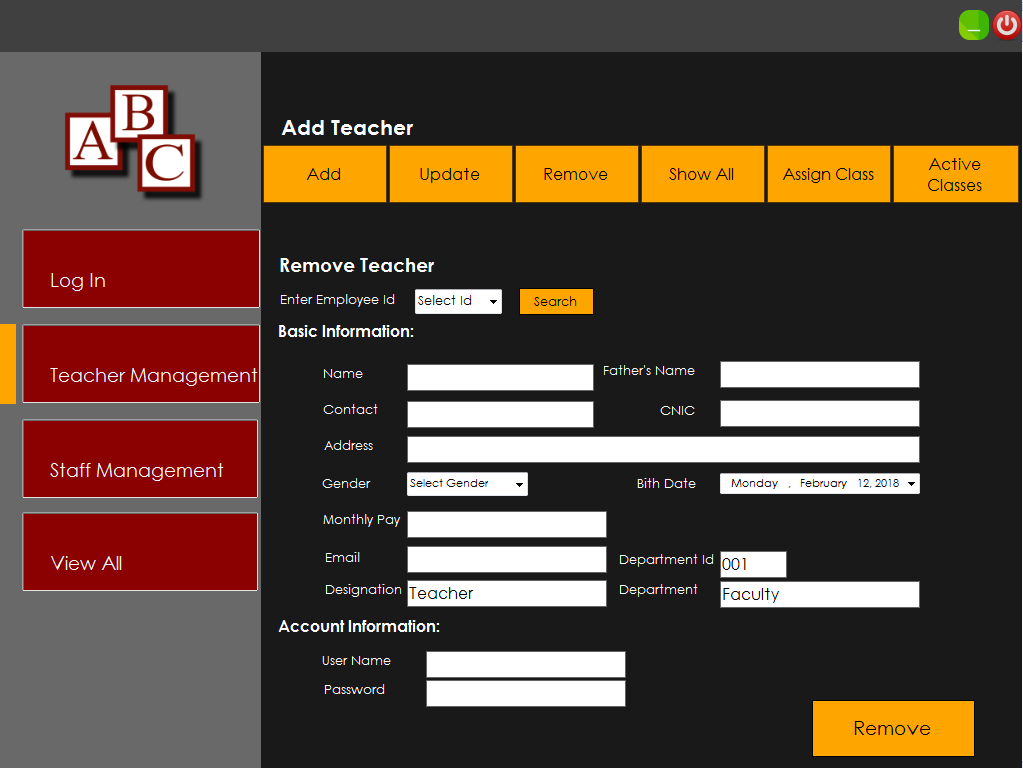 A B C
Log In
Teacher Management
Staff Management
View All
Add Teacher
Add Update Remove Show All Assign Class Active Classes
Remove Teacher
Enter Employee Id Select Id Search
Basic Information:
Name Father's Name
Contact CNIC
Address
Gender Select Gender Bith Date Monday , February 12, 2018
Monthly Pay
Email Department Id 001
Designation Teacher Department Faculty
Account Information:
User Name
Password
Remove